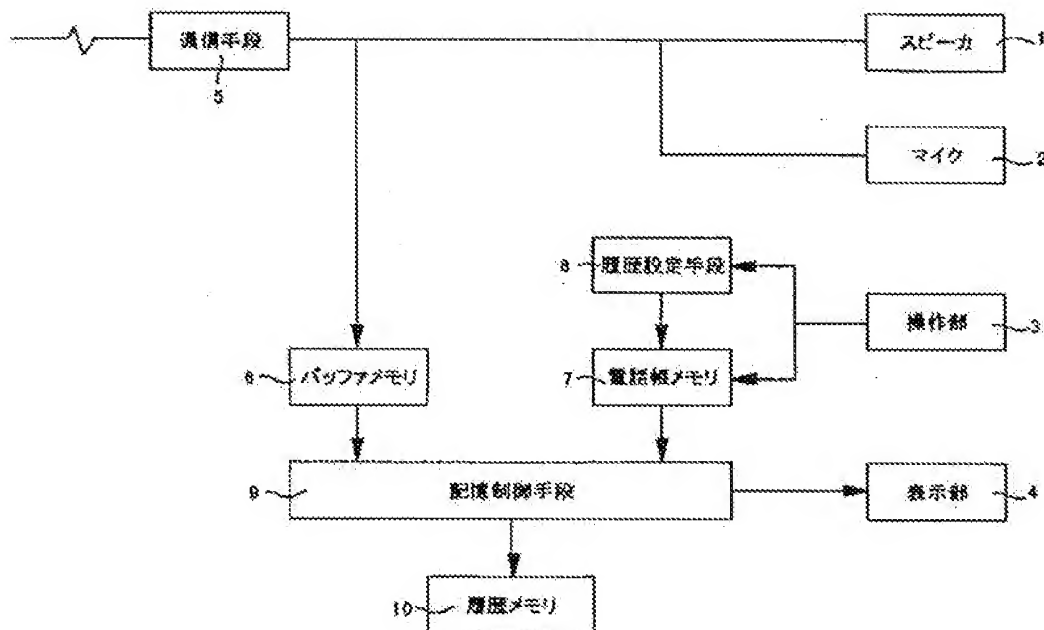 通信手段
5
スピーカ
1
マイク
2
8
履歴設定手段
操作部
3
6
バッファメモリ
7
電話帳メモリ
9
記憶制御手段
表示部
4
10
履歴メモリ